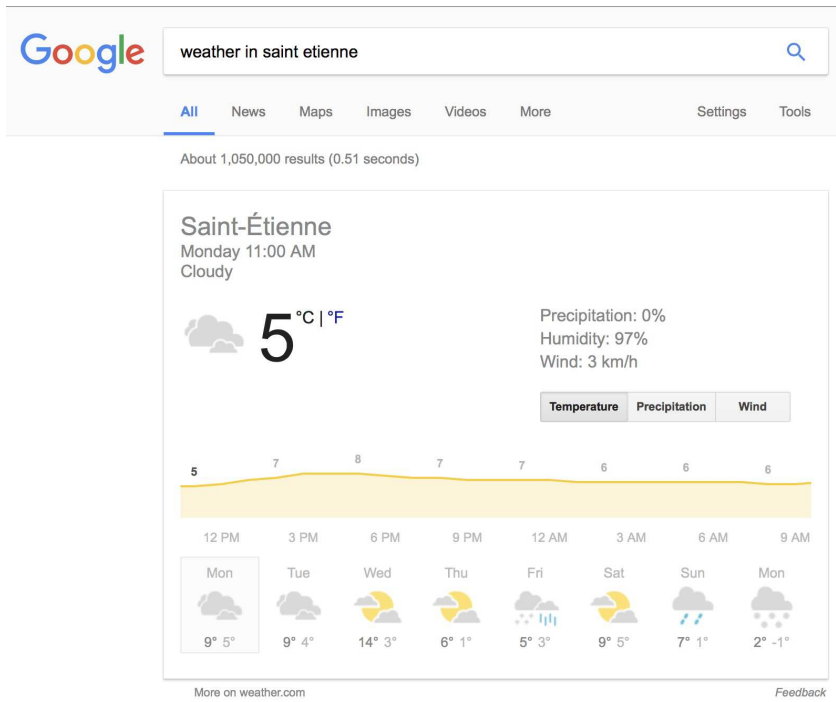 Google
weather in saint etienne
All News Maps Images Videos More Settings Tools
About 1,050,000 results (0.51 seconds)
Saint-Étienne
Monday 11:00 AM
Cloudy
5 °C | °F
Precipitation: 0%
Humidity: 97%
Wind: 3 km/h
Temperature Precipitation Wind
5 7 8 7 7 6 6 6
12 PM 3 PM 6 PM 9 PM 12 AM 3 AM 6 AM 9 AM
Mon Tue Wed Thu Fri Sat Sun Mon
9° 5° 9° 4° 14° 3° 6° 1° 5° 3° 9° 5° 7° 1° 2° -1°
More on weather.com Feedback